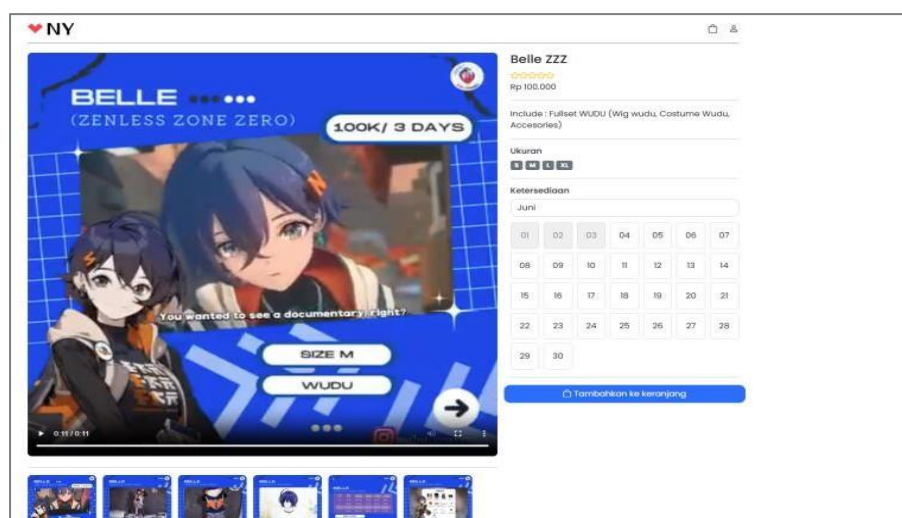 NY
BELLE
(ZENLESS ZONE ZERO)
100K/ 3 DAYS
You wanted to see a documentary, right?
SIZE M
WUDU
0:11 / 0:11
Belle ZZZ
Rp 100.000
Include : Fullset WUDU (Wig wudu, Costume Wudu,
Accesories)
Ukuran
S M L XL
Ketersediaan
Juni
01 02 03 04 05 06 07
08 09 10 11 12 13 14
15 16 17 18 19 20 21
22 23 24 25 26 27 28
29 30
Tambahkan ke keranjang